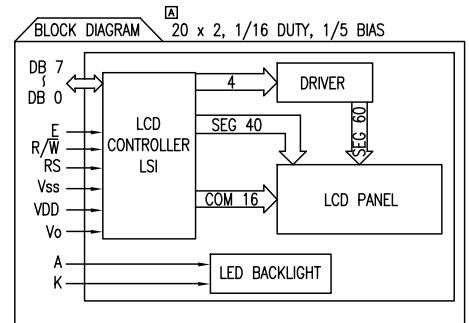 A
BLOCK DIAGRAM
20 x 2, 1/16 DUTY, 1/5 BIAS
DB 7
∫
DB 0
E
R/W̅
RS
Vss
VDD
Vo
A
K
LCD
CONTROLLER
LSI
4
SEG 40
COM 16
DRIVER
SEG 60
LCD PANEL
LED BACKLIGHT